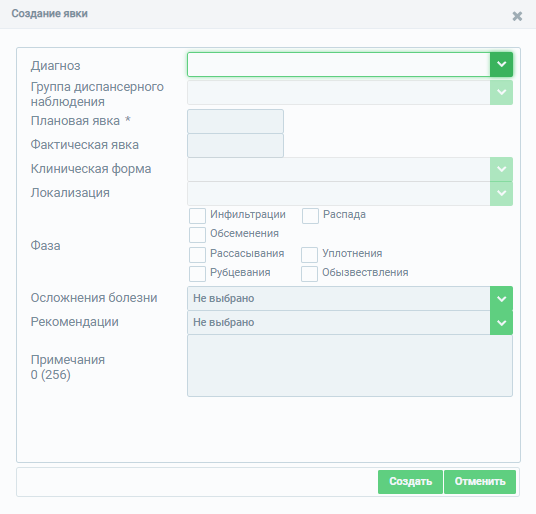 Создание явки
Диагноз
Группа диспансерного
наблюдения
Плановая явка *
Фактическая явка
Клиническая форма
Локализация
Фаза
Инфильтрации Распада
Обсеменения
Рассасывания Уплотнения
Рубцевания Обызвествления
Осложнения болезни Не выбрано
Рекомендации Не выбрано
Примечания
0 (256)
Создать Отменить